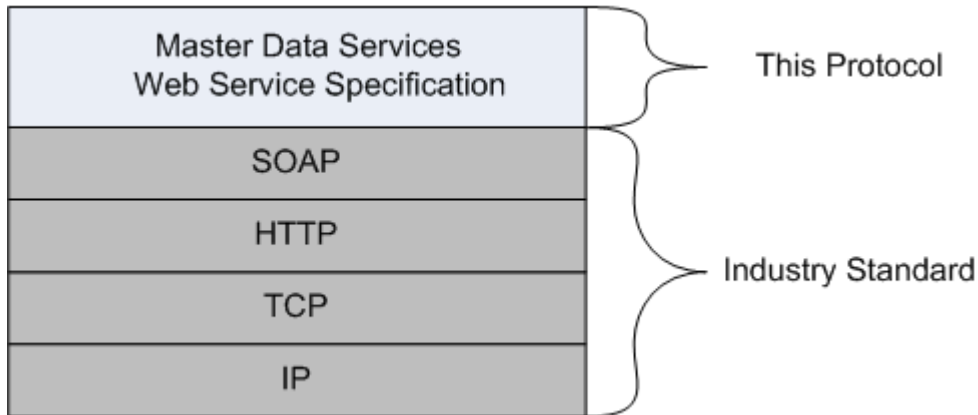 Master Data Services
Web Service Specification
This Protocol
SOAP
HTTP
TCP
IP
Industry Standard